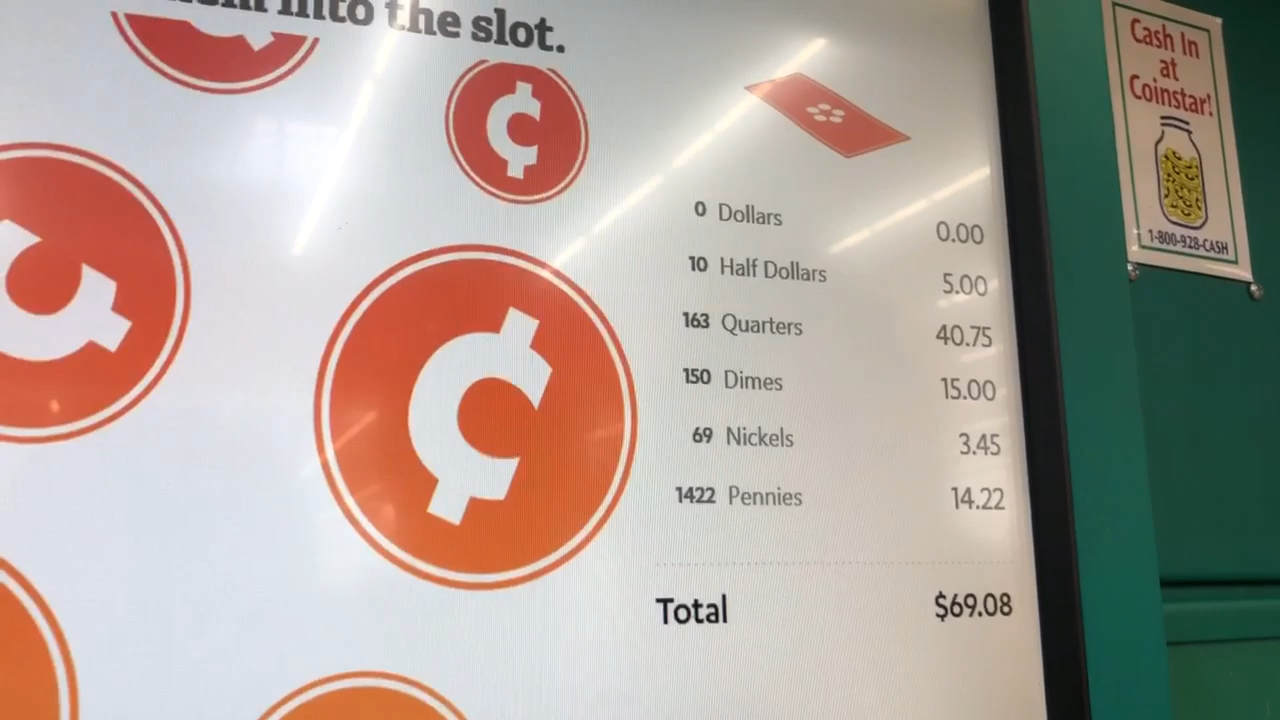 into the slot.
0 Dollars 0.00
10 Half Dollars 5.00
163 Quarters 40.75
150 Dimes 15.00
69 Nickels 3.45
1422 Pennies 14.22
Total $69.08
Cash In
at
Coinstar!
1-800-928-CASH